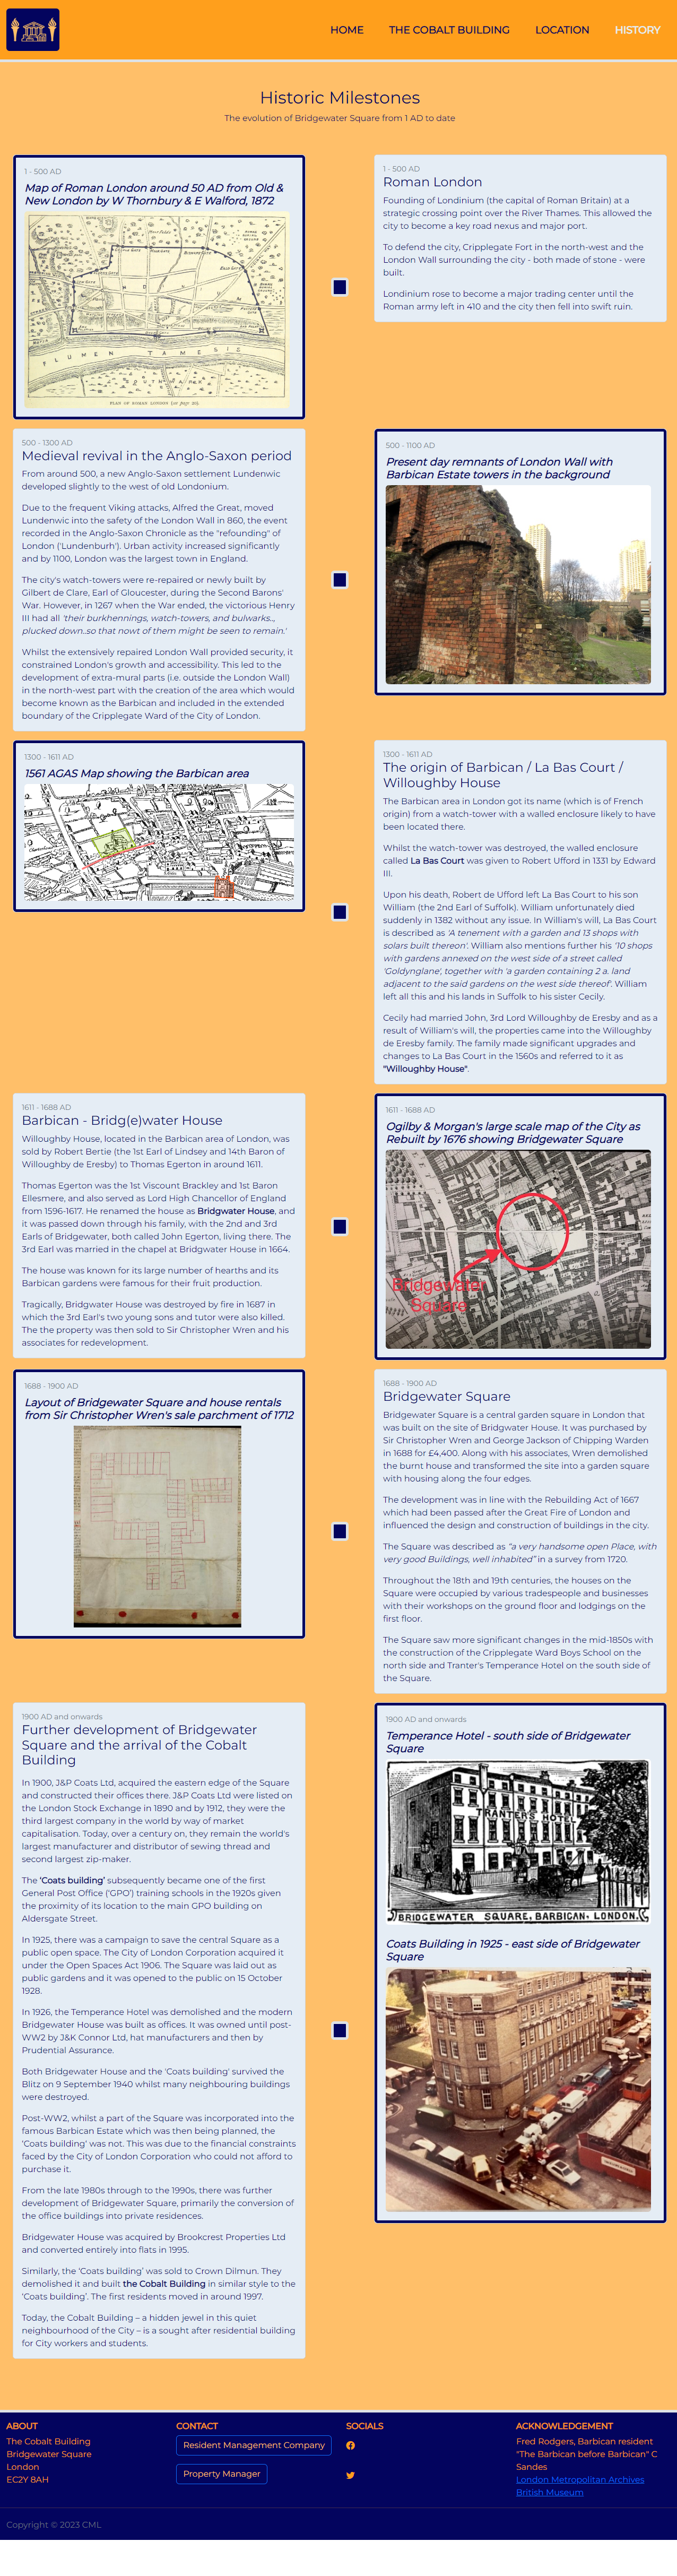 HOME THE COBALT BUILDING LOCATION HISTORY
Historic Milestones
The evolution of Bridgewater Square from 1 AD to date
1 - 500 AD
Map of Roman London around 50 AD from Old &
New London by W Thornbury & E Walford, 1872
PLAN OF ROMAN LONDON
1 - 500 AD
Roman London
Founding of Londinium (the capital of Roman Britain) at a
strategic crossing point over the River Thames. This allowed the
city to become a key road nexus and major port.
To defend the city, Cripplegate Fort in the north-west and the
London Wall surrounding the city - both made of stone - were
built.
Londinium rose to become a major trading center until the
Roman army left in 410 and the city then fell into swift ruin.
500 - 1300 AD
Medieval revival in the Anglo-Saxon period
From around 500, a new Anglo-Saxon settlement Lundenwic
developed slightly to the west of old Londonium.
Due to the frequent Viking attacks, Alfred the Great, moved
Lundenwic into the safety of the London Wall in 860, the event
recorded in the Anglo-Saxon Chronicle as the "refounding" of
London ('Lundenburh'). Urban activity increased significantly
and by 1100, London was the largest town in England.
The city's watch-towers were re-repaired or newly built by
Gilbert de Clare, Earl of Gloucester, during the Second Barons'
War. However, in 1267 when the War ended, the victorious Henry
III had all 'their burkhennings, watch-towers, and bulwarks..,
plucked down..so that nowt of them might be seen to remain.'
Whilst the extensively repaired London Wall provided security, it
constrained London's growth and accessibility. This led to the
development of extra-mural parts (i.e. outside the London Wall)
in the north-west part with the creation of the area which would
become known as the Barbican and included in the extended
boundary of the Cripplegate Ward of the City of London.
500 - 1100 AD
Present day remnants of London Wall with
Barbican Estate towers in the background
1300 - 1611 AD
1561 AGAS Map showing the Barbican area
1300 - 1611 AD
The origin of Barbican / La Bas Court /
Willoughby House
The Barbican area in London got its name (which is of French
origin) from a watch-tower with a walled enclosure likely to have
been located there.
Whilst the watch-tower was destroyed, the walled enclosure
called La Bas Court was given to Robert Ufford in 1331 by Edward
III.
Upon his death, Robert de Ufford left La Bas Court to his son
William (the 2nd Earl of Suffolk). William unfortunately died
suddenly in 1382 without any issue. In William's will, La Bas Court
is described as 'A tenement with a garden and 13 shops with
solars built thereon'. William also mentions further his '10 shops
with gardens annexed on the west side of a street called
'Goldynglane', together with 'a garden containing 2 a. land
adjacent to the said gardens on the west side thereof'. William
left all this and his lands in Suffolk to his sister Cecily.
Cecily had married John, 3rd Lord Willoughby de Eresby and as a
result of William's will, the properties came into the Willoughby
de Eresby family. The family made significant upgrades and
changes to La Bas Court in the 1560s and referred to it as
"Willoughby House".
1611 - 1688 AD
Barbican - Bridg(e)water House
Willoughby House, located in the Barbican area of London, was
sold by Robert Bertie (the 1st Earl of Lindsey and 14th Baron of
Willoughby de Eresby) to Thomas Egerton in around 1611.
Thomas Egerton was the 1st Viscount Brackley and 1st Baron
Ellesmere, and also served as Lord High Chancellor of England
from 1596-1617. He renamed the house as Bridgwater House, and
it was passed down through his family, with the 2nd and 3rd
Earls of Bridgewater, both called John Egerton, living there. The
3rd Earl was married in the chapel at Bridgwater House in 1664.
The house was known for its large number of hearths and its
Barbican gardens were famous for their fruit production.
Tragically, Bridgwater House was destroyed by fire in 1687 in
which the 3rd Earl's two young sons and tutor were also killed.
The the property was then sold to Sir Christopher Wren and his
associates for redevelopment.
1611 - 1688 AD
Ogilby & Morgan's large scale map of the City as
Rebuilt by 1676 showing Bridgewater Square
Bridgewater
Square
1688 - 1900 AD
Layout of Bridgewater Square and house rentals
from Sir Christopher Wren's sale parchment of 1712
1688 - 1900 AD
Bridgewater Square
Bridgewater Square is a central garden square in London that
was built on the site of Bridgwater House. It was purchased by
Sir Christopher Wren and George Jackson of Chipping Warden
in 1688 for £4,400. Along with his associates, Wren demolished
the burnt house and transformed the site into a garden square
with housing along the four edges.
The development was in line with the Rebuilding Act of 1667
which had been passed after the Great Fire of London and
influenced the design and construction of buildings in the city.
The Square was described as “a very handsome open Place, with
very good Buildings, well inhabited” in a survey from 1720.
Throughout the 18th and 19th centuries, the houses on the
Square were occupied by various tradespeople and businesses
with their workshops on the ground floor and lodgings on the
first floor.
The Square saw more significant changes in the mid-1850s with
the construction of the Cripplegate Ward Boys School on the
north side and Tranter's Temperance Hotel on the south side of
the Square.
1900 AD and onwards
Further development of Bridgewater
Square and the arrival of the Cobalt
Building
In 1900, J&P Coats Ltd, acquired the eastern edge of the Square
and constructed their offices there. J&P Coats Ltd were listed on
the London Stock Exchange in 1890 and by 1912, they were the
third largest company in the world by way of market
capitalisation. Today, over a century on, they remain the world's
largest manufacturer and distributor of sewing thread and
second largest zip-maker.
The ‘Coats building’ subsequently became one of the first
General Post Office (‘GPO’) training schools in the 1920s given
the proximity of its location to the main GPO building on
Aldersgate Street.
In 1925, there was a campaign to save the central Square as a
public open space. The City of London Corporation acquired it
under the Open Spaces Act 1906. The Square was laid out as
public gardens and it was opened to the public on 15 October
1928.
In 1926, the Temperance Hotel was demolished and the modern
Bridgewater House was built as offices. It was owned until post-
WW2 by J&K Connor Ltd, hat manufacturers and then by
Prudential Assurance.
Both Bridgewater House and the 'Coats building' survived the
Blitz on 9 September 1940 whilst many neighbouring buildings
were destroyed.
Post-WW2, whilst a part of the Square was incorporated into the
famous Barbican Estate which was then being planned, the
‘Coats building’ was not. This was due to the financial constraints
faced by the City of London Corporation who could not afford to
purchase it.
From the late 1980s through to the 1990s, there was further
development of Bridgewater Square, primarily the conversion of
the office buildings into private residences.
Bridgewater House was acquired by Brookcrest Properties Ltd
and converted entirely into flats in 1995.
Similarly, the ‘Coats building’ was sold to Crown Dilmun. They
demolished it and built the Cobalt Building in similar style to the
‘Coats building’. The first residents moved in around 1997.
Today, the Cobalt Building – a hidden jewel in this quiet
neighbourhood of the City – is a sought after residential building
for City workers and students.
1900 AD and onwards
Temperance Hotel - south side of Bridgewater
Square
TRANTER'S HOTEL
BRIDGEWATER SQUARE, BARBICAN, LONDON.
Coats Building in 1925 - east side of Bridgewater
Square
ABOUT
The Cobalt Building
Bridgewater Square
London
EC2Y 8AH
CONTACT
Resident Management Company
Property Manager
SOCIALS
ACKNOWLEDGEMENT
Fred Rodgers, Barbican resident
"The Barbican before Barbican" C
Sandes
London Metropolitan Archives
British Museum
Copyright © 2023 CML